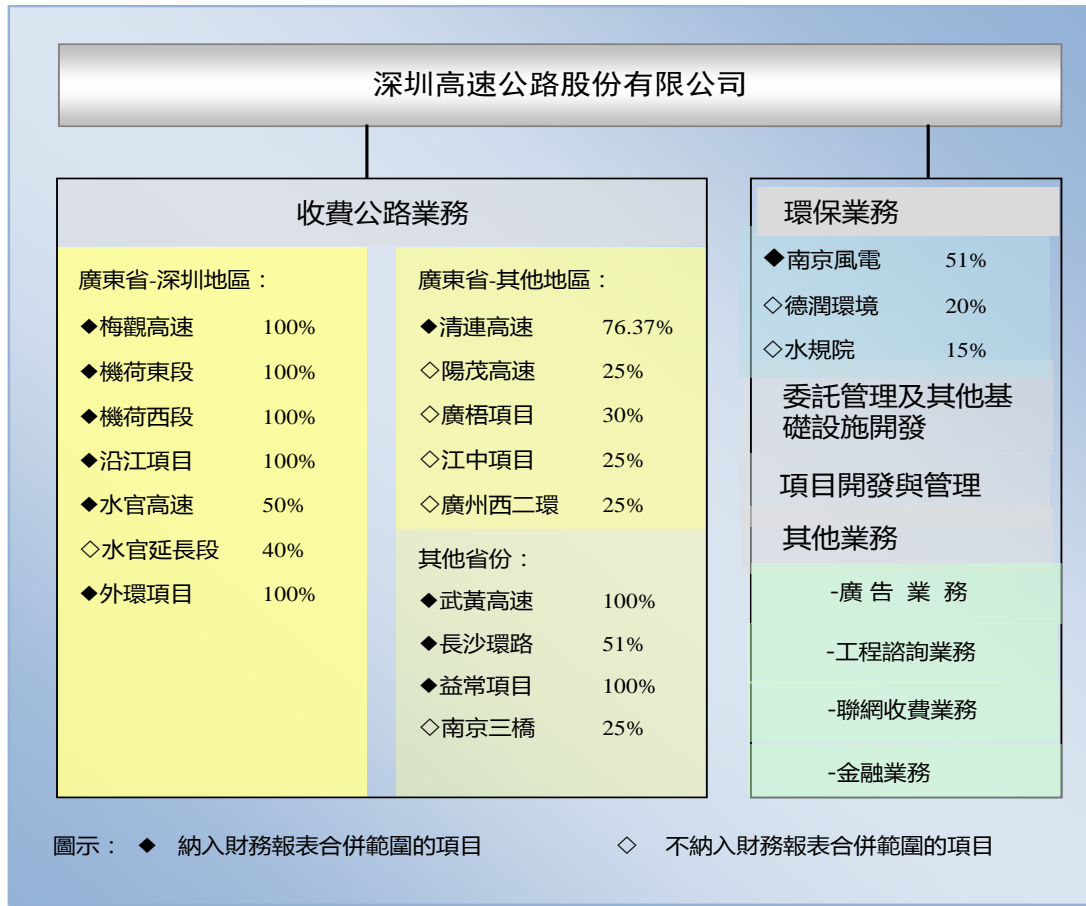 深圳高速公路股份有限公司
收費公路業務
廣東省-深圳地區：
◆梅觀高速 100%
◆機荷東段 100%
◆機荷西段 100%
◆沿江項目 100%
◆水官高速 50%
◇水官延長段 40%
◆外環項目 100%
廣東省-其他地區：
◆清連高速 76.37%
◇陽茂高速 25%
◇廣梧項目 30%
◇江中項目 25%
◇廣州西二環 25%
其他省份：
◆武黃高速 100%
◆長沙環路 51%
◆益常項目 100%
◇南京三橋 25%
環保業務
◆南京風電 51%
◇德潤環境 20%
◇水規院 15%
委託管理及其他基
礎設施開發
項目開發與管理
其他業務
-廣 告 業 務
-工程諮詢業務
-聯網收費業務
-金融業務
圖示： ◆ 納入財務報表合併範圍的項目 ◇ 不納入財務報表合併範圍的項目